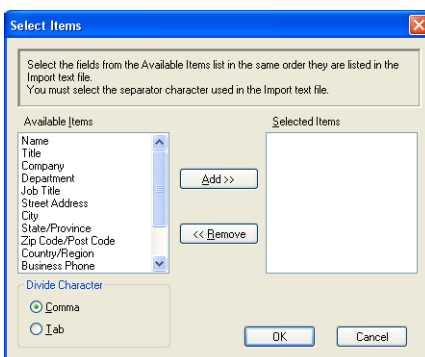 Select Items
Select the fields from the Available Items list in the same order they are listed in the
Import text file.
You must select the separator character used in the Import text file.
Available Items
Selected Items
Name
Title
Company
Department
Job Title
Street Address
City
State/Province
Zip Code/Post Code
Country/Region
Business Phone
Add >>
<< Remove
Divide Character
Comma
Tab
OK
Cancel